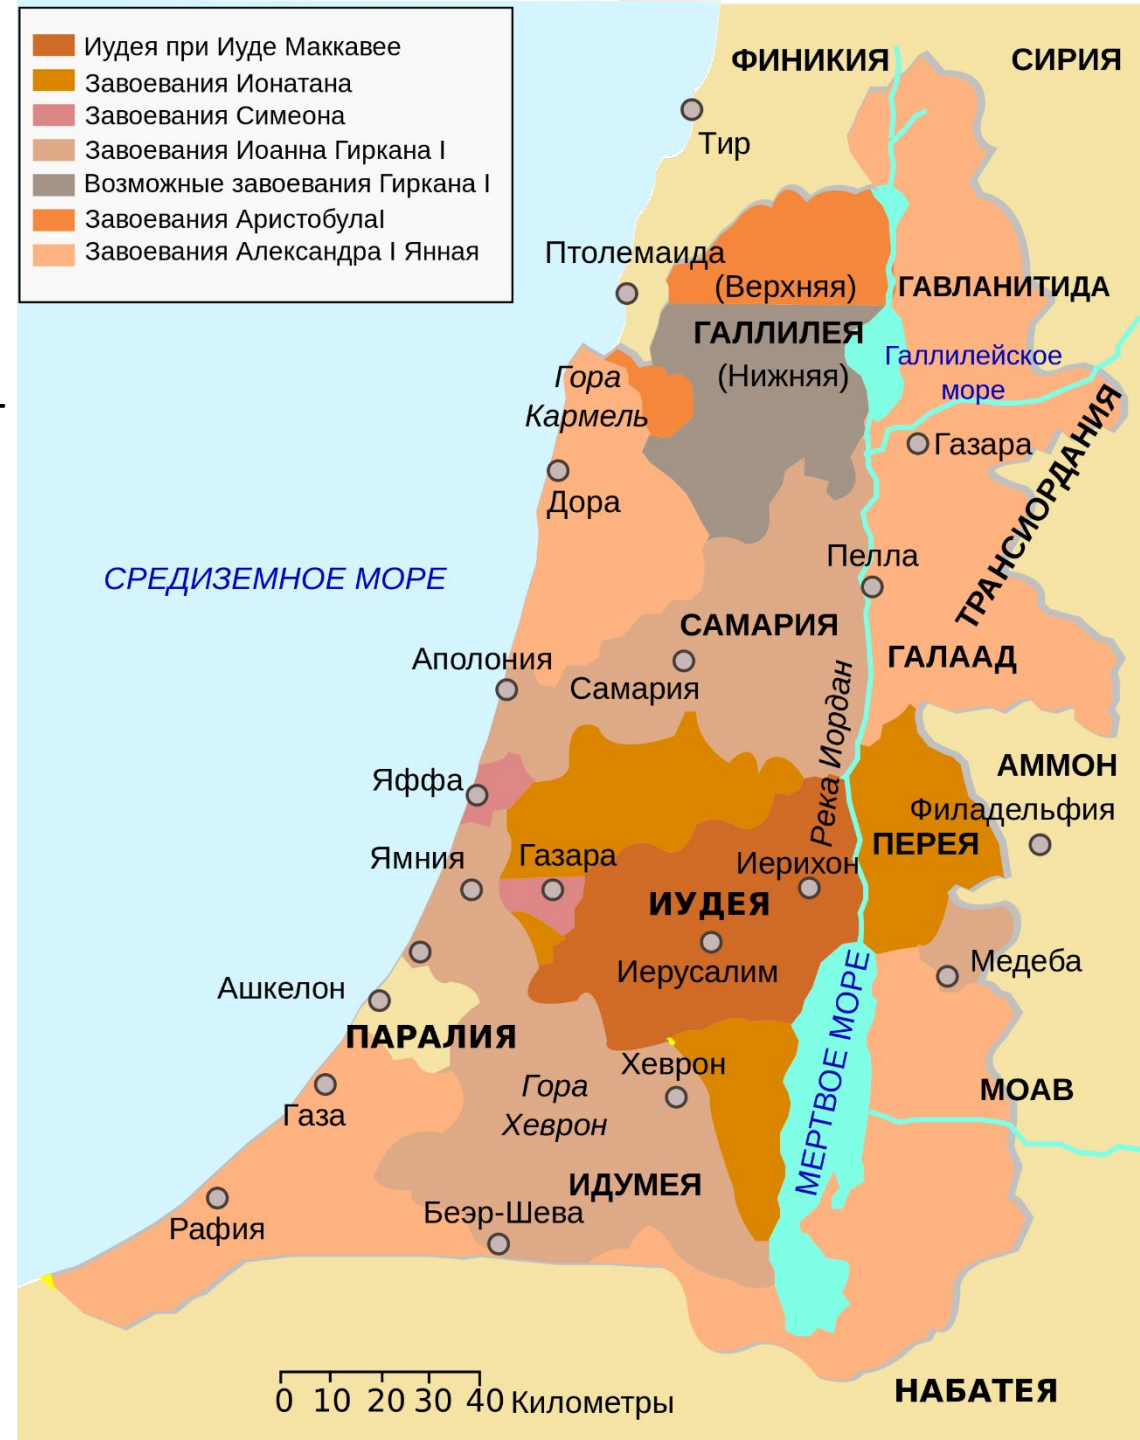 Иудея при Иуде Маккавее
Завоевания Ионатана
Завоевания Симеона
Завоевания Иоанна Гиркана I
Возможные завоевания Гиркана I
Завоевания АристобулаI
Завоевания Александра I Янная
ФИНИКИЯ
СИРИЯ
Тир
Птолемаида
(Верхняя)
ГАВЛАНИТИДА
ГАЛЛИЛЕЯ
(Нижняя)
Галлилейское
море
Гора
Кармель
Газара
ТРАНСИОРДАНИЯ
Дора
Пелла
СРЕДИЗЕМНОЕ МОРЕ
САМАРИЯ
Аполония
Самария
ГАЛААД
Река Иордан
Яффа
АММОН
Филадельфия
Ямния
Газара
Иерихон
ПЕРЕЯ
ИУДЕЯ
Иерусалим
Медеба
Ашкелон
ПАРАЛИЯ
МЕРТВОЕ МОРЕ
Хеврон
Гора
Хеврон
МОАВ
Газа
ИДУМЕЯ
Беэр-Шева
Рафия
0 10 20 30 40 Километры
НАБАТЕЯ